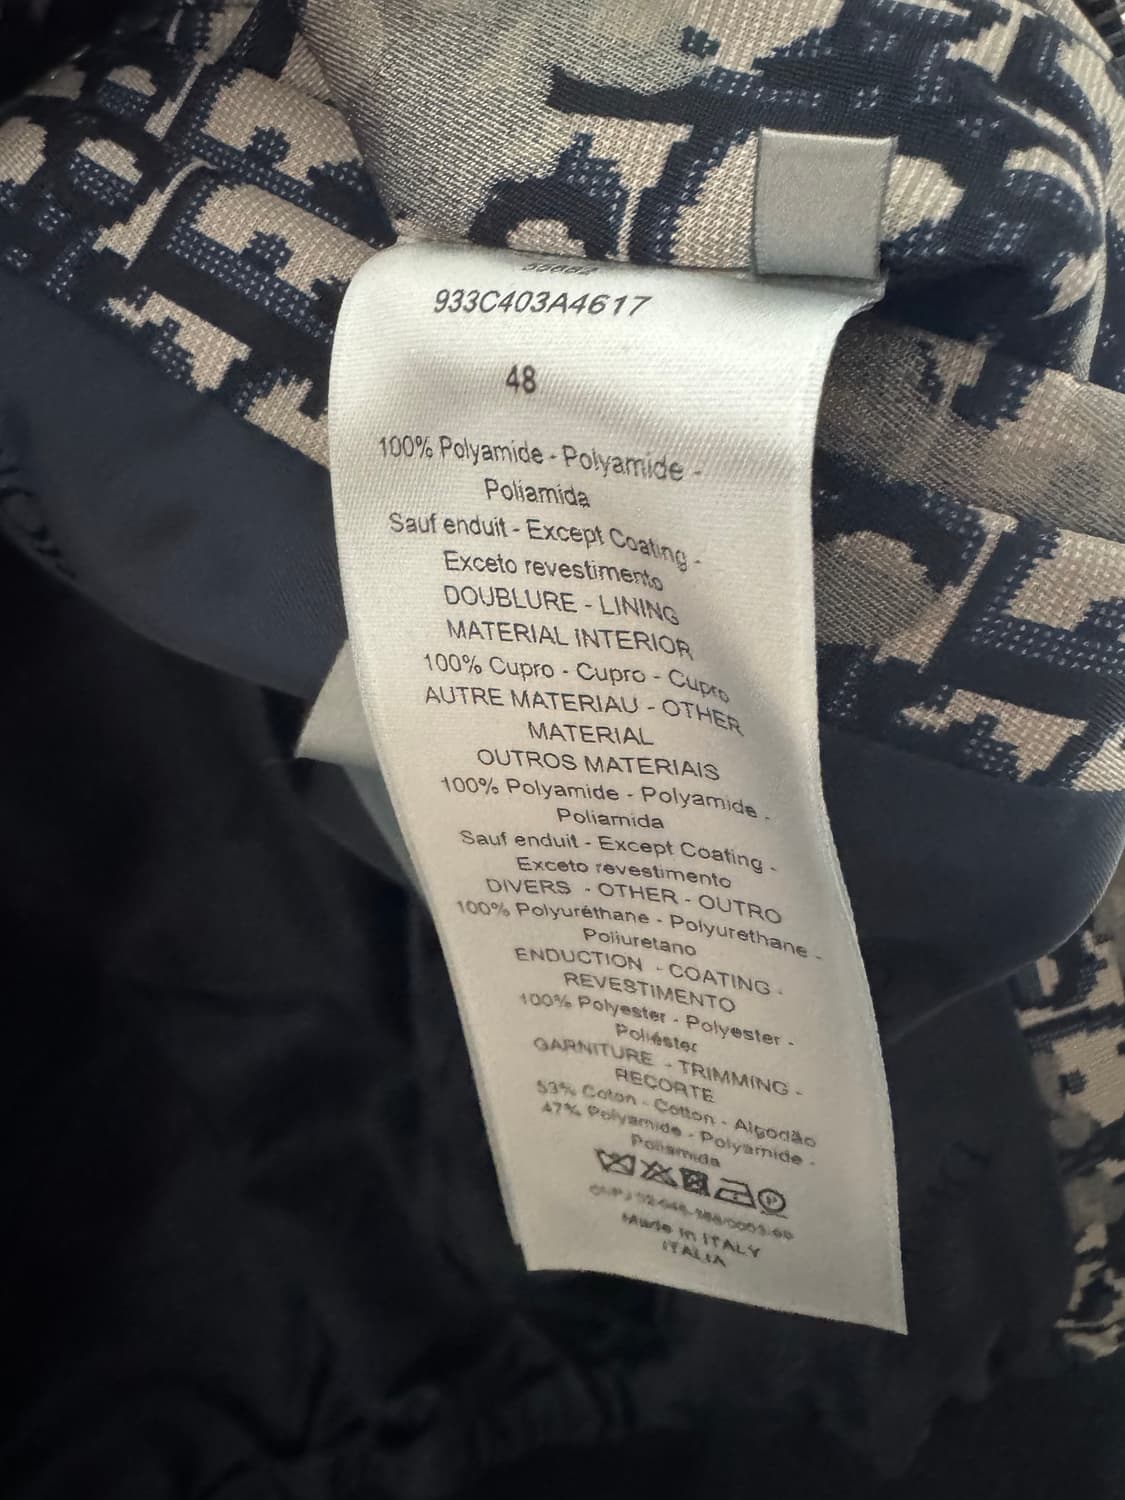 933C403A4617
48
100% Polyamide - Polyamide -
Poliamida
Sauf enduit - Except Coating -
Exceto revestimento
DOUBLURE - LINING
MATERIAL INTERIOR
100% Cupro - Cupro - Cupro
AUTRE MATERIAU - OTHER
MATERIAL
OUTROS MATERIAIS
100% Polyamide - Polyamide -
Poliamida
Sauf enduit - Except Coating -
Exceto revestimento
DIVERS - OTHER - OUTRO
100% Polyuréthane - Polyurethane -
Poliuretano
ENDUCTION - COATING -
REVESTIMENTO
100% Polyester - Polyester -
Poliéster
GARNITURE - TRIMMING -
RECORTE
53% Coton - Cotton - Algodão
47% Polyamide - Polyamide -
Poliamida
P
Made in ITALY
ITALIA